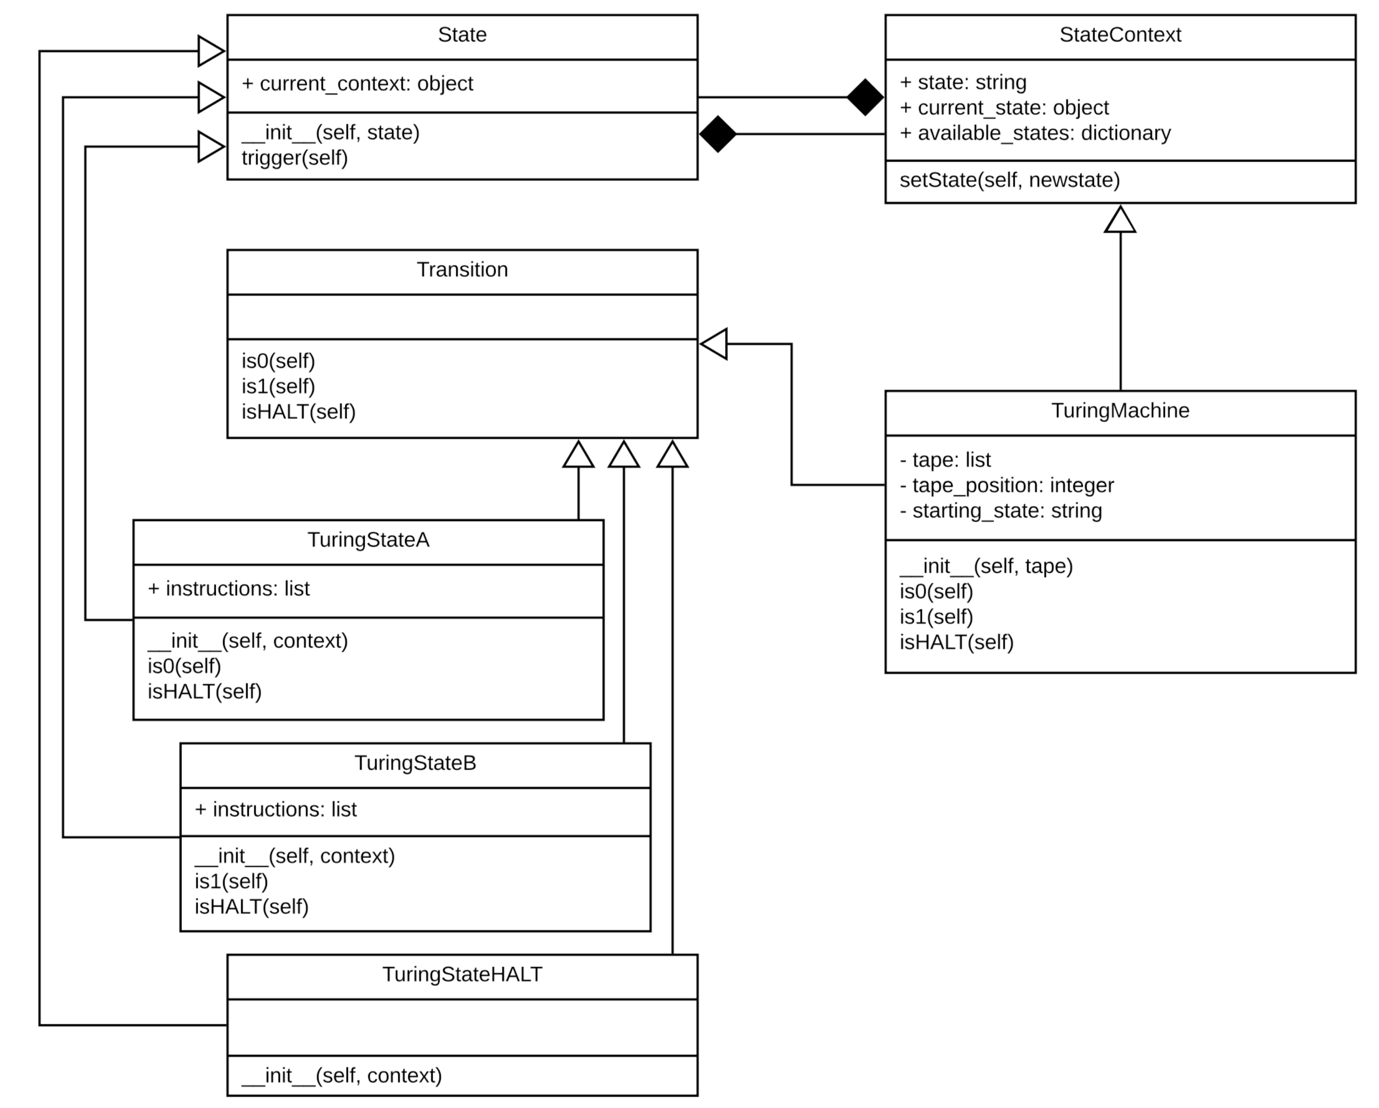 State
+ current_context: object
__init__(self, state)
trigger(self)
StateContext
+ state: string
+ current_state: object
+ available_states: dictionary
setState(self, newstate)
Transition
is0(self)
is1(self)
isHALT(self)
TuringMachine
- tape: list
- tape_position: integer
- starting_state: string
__init__(self, tape)
is0(self)
is1(self)
isHALT(self)
TuringStateA
+ instructions: list
__init__(self, context)
is0(self)
isHALT(self)
TuringStateB
+ instructions: list
__init__(self, context)
is1(self)
isHALT(self)
TuringStateHALT
__init__(self, context)